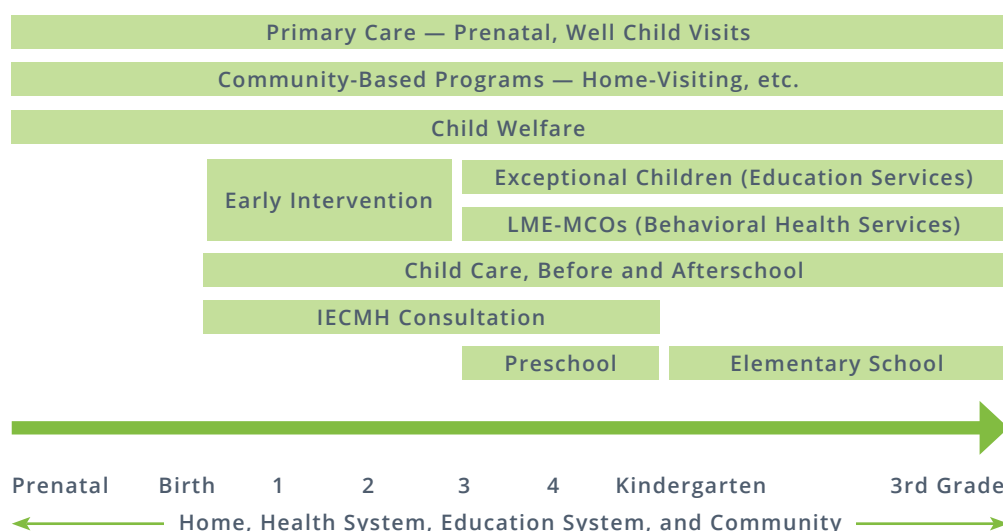 Primary Care — Prenatal, Well Child Visits
Community-Based Programs — Home-Visiting, etc.
Child Welfare
Early Intervention
Exceptional Children (Education Services)
LME-MCOs (Behavioral Health Services)
Child Care, Before and Afterschool
IECMH Consultation
Preschool
Elementary School
Prenatal Birth 1 2 3 4 Kindergarten 3rd Grade
Home, Health System, Education System, and Community